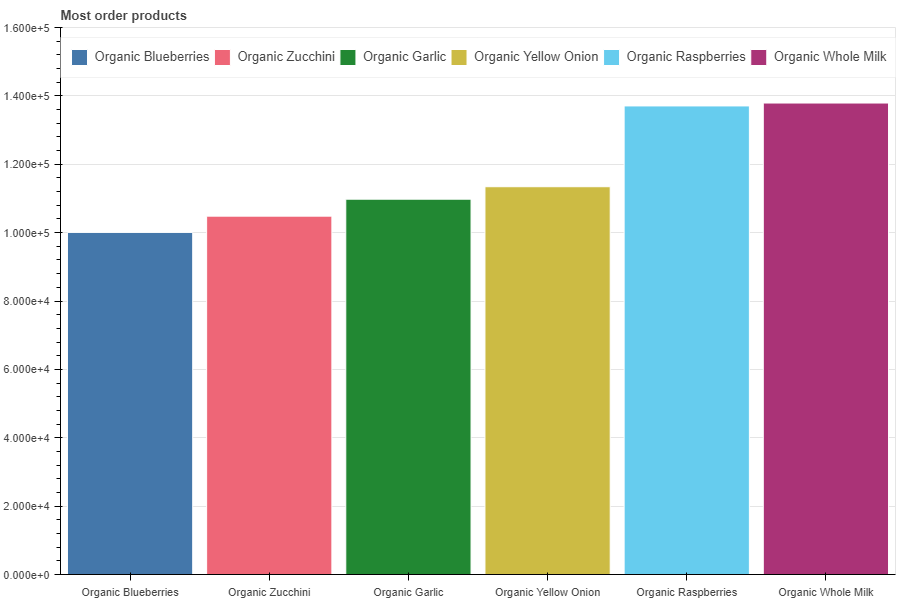 Most order products
1.600e+5
Organic Blueberries Organic Zucchini Organic Garlic Organic Yellow Onion Organic Raspberries Organic Whole Milk
1.400e+5
1.200e+5
1.000e+5
8.000e+4
6.000e+4
4.000e+4
2.000e+4
0.000e+0
Organic Blueberries Organic Zucchini Organic Garlic Organic Yellow Onion Organic Raspberries Organic Whole Milk